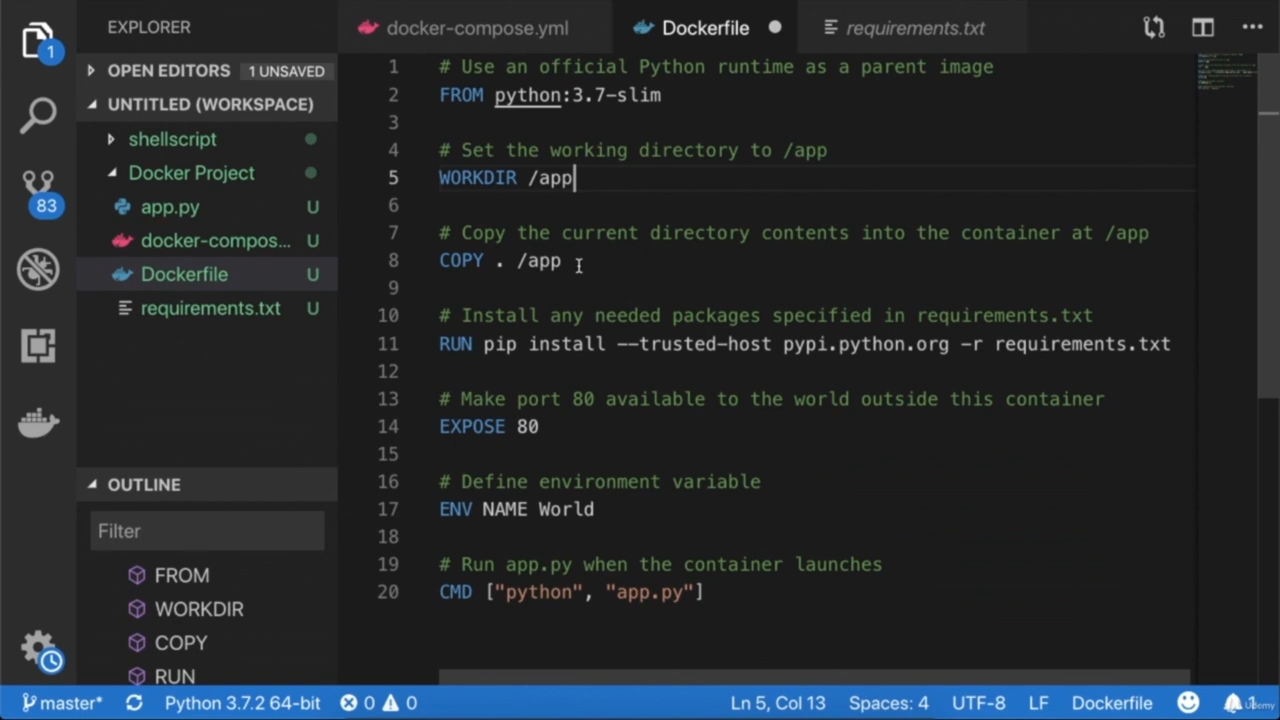 EXPLORER
docker-compose.yml
Dockerfile
requirements.txt
1
OPEN EDITORS 1 UNSAVED
UNTITLED (WORKSPACE)
shellscript
Docker Project
app.py U
docker-compos... U
Dockerfile U
requirements.txt U
83
1 # Use an official Python runtime as a parent image
2 FROM python:3.7-slim
3
4 # Set the working directory to /app
5 WORKDIR /app
6
7 # Copy the current directory contents into the container at /app
8 COPY . /app
9
10 # Install any needed packages specified in requirements.txt
11 RUN pip install --trusted-host pypi.python.org -r requirements.txt
12
13 # Make port 80 available to the world outside this container
14 EXPOSE 80
15
16 # Define environment variable
17 ENV NAME World
18
19 # Run app.py when the container launches
20 CMD ["python", "app.py"]
OUTLINE
Filter
FROM
WORKDIR
COPY
RUN
master* Python 3.7.2 64-bit 0 0 Ln 5, Col 13 Spaces: 4 UTF-8 LF Dockerfile 1
Udemy